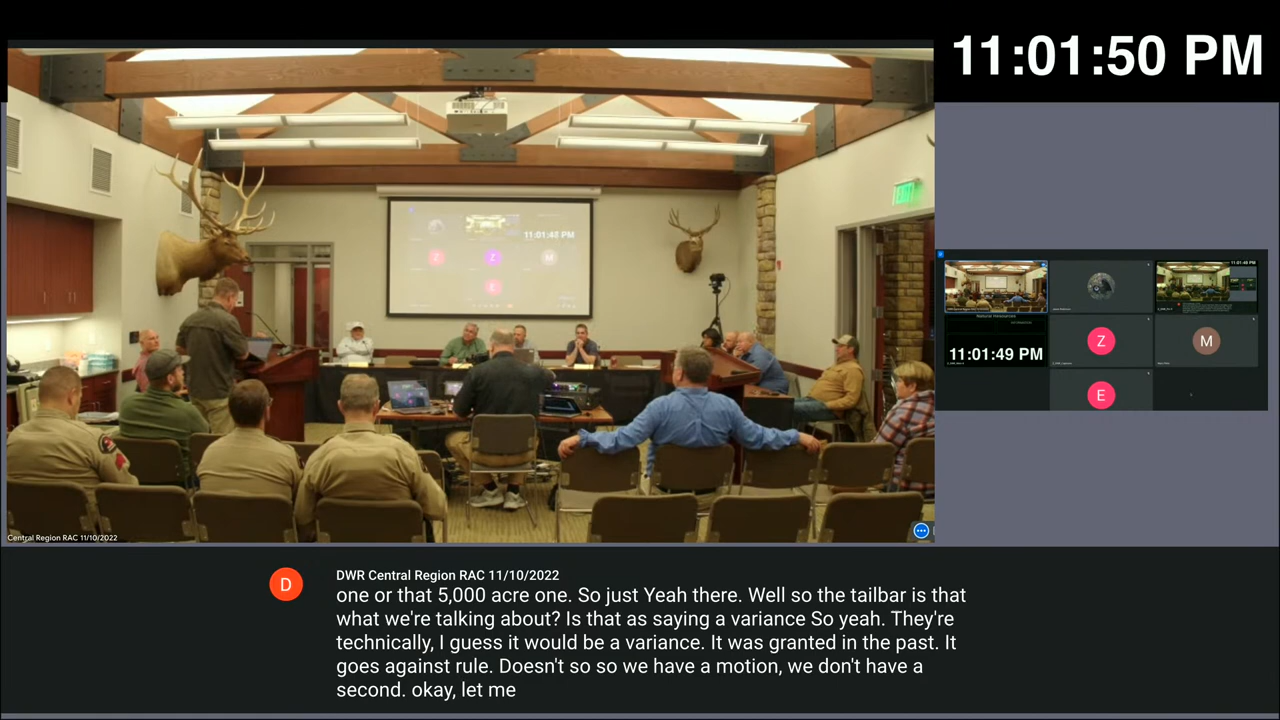 11:01:50 PM
11:01:48 PM
Z
Z
M
E
EXIT
11:01:49 PM
Z
M
E
Central Region RAC 11/10/2022
D
DWR Central Region RAC 11/10/2022
one or that 5,000 acre one. So just Yeah there. Well so the tailbar is that
what we're talking about? Is that as saying a variance So yeah. They're
technically, I guess it would be a variance. It was granted in the past. It
goes against rule. Doesn't so so we have a motion, we don't have a
second. okay, let me